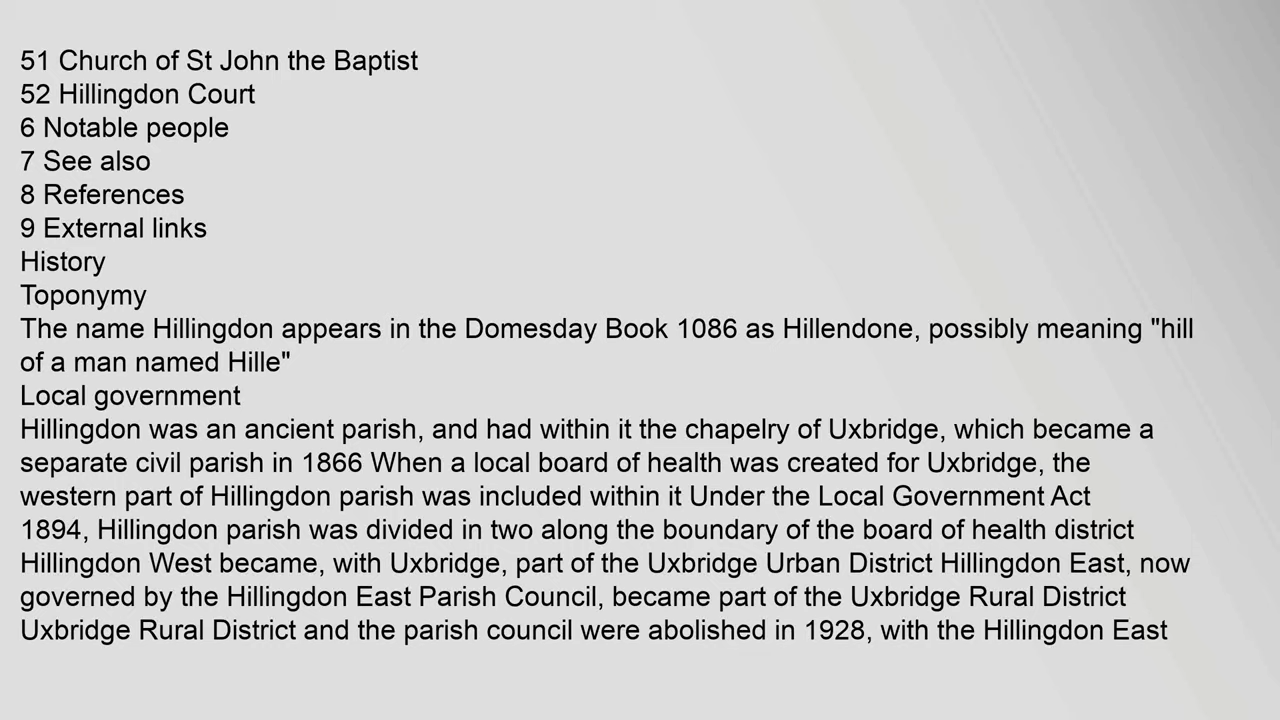 51 Church of St John the Baptist
52 Hillingdon Court
6 Notable people
7 See also
8 References
9 External links
History
Toponymy
The name Hillingdon appears in the Domesday Book 1086 as Hillendone, possibly meaning "hill
of a man named Hille"
Local government
Hillingdon was an ancient parish, and had within it the chapelry of Uxbridge, which became a
separate civil parish in 1866 When a local board of health was created for Uxbridge, the
western part of Hillingdon parish was included within it Under the Local Government Act
1894, Hillingdon parish was divided in two along the boundary of the board of health district
Hillingdon West became, with Uxbridge, part of the Uxbridge Urban District Hillingdon East, now
governed by the Hillingdon East Parish Council, became part of the Uxbridge Rural District
Uxbridge Rural District and the parish council were abolished in 1928, with the Hillingdon East